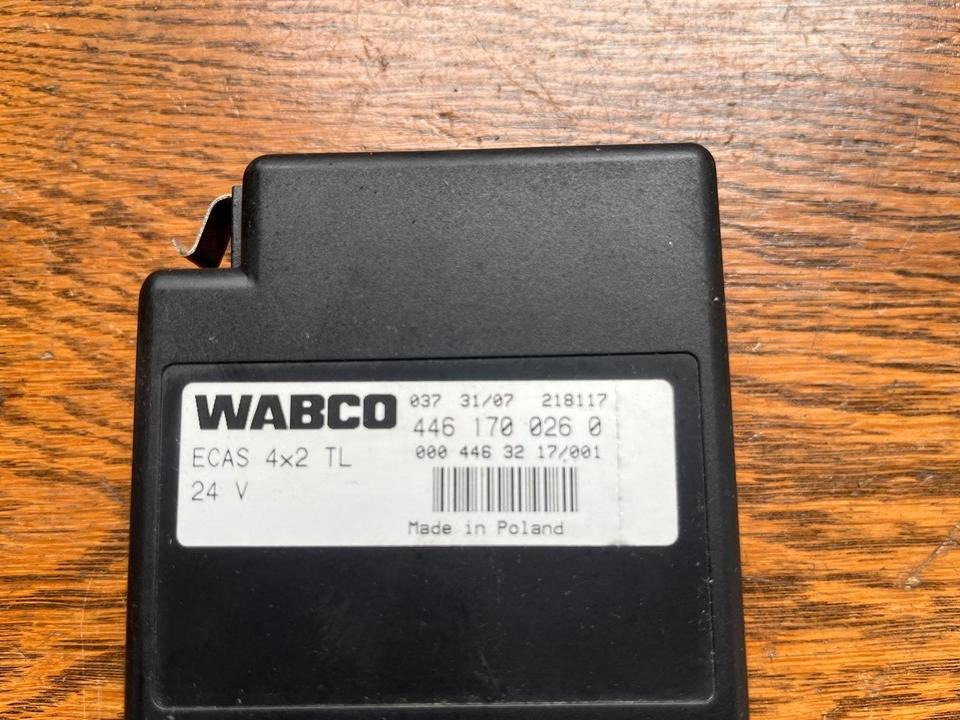 WABCO
ECAS 4x2 TL
24 V
037 31/07 218117
446 170 026 0
000 446 32 17/001
Made in Poland